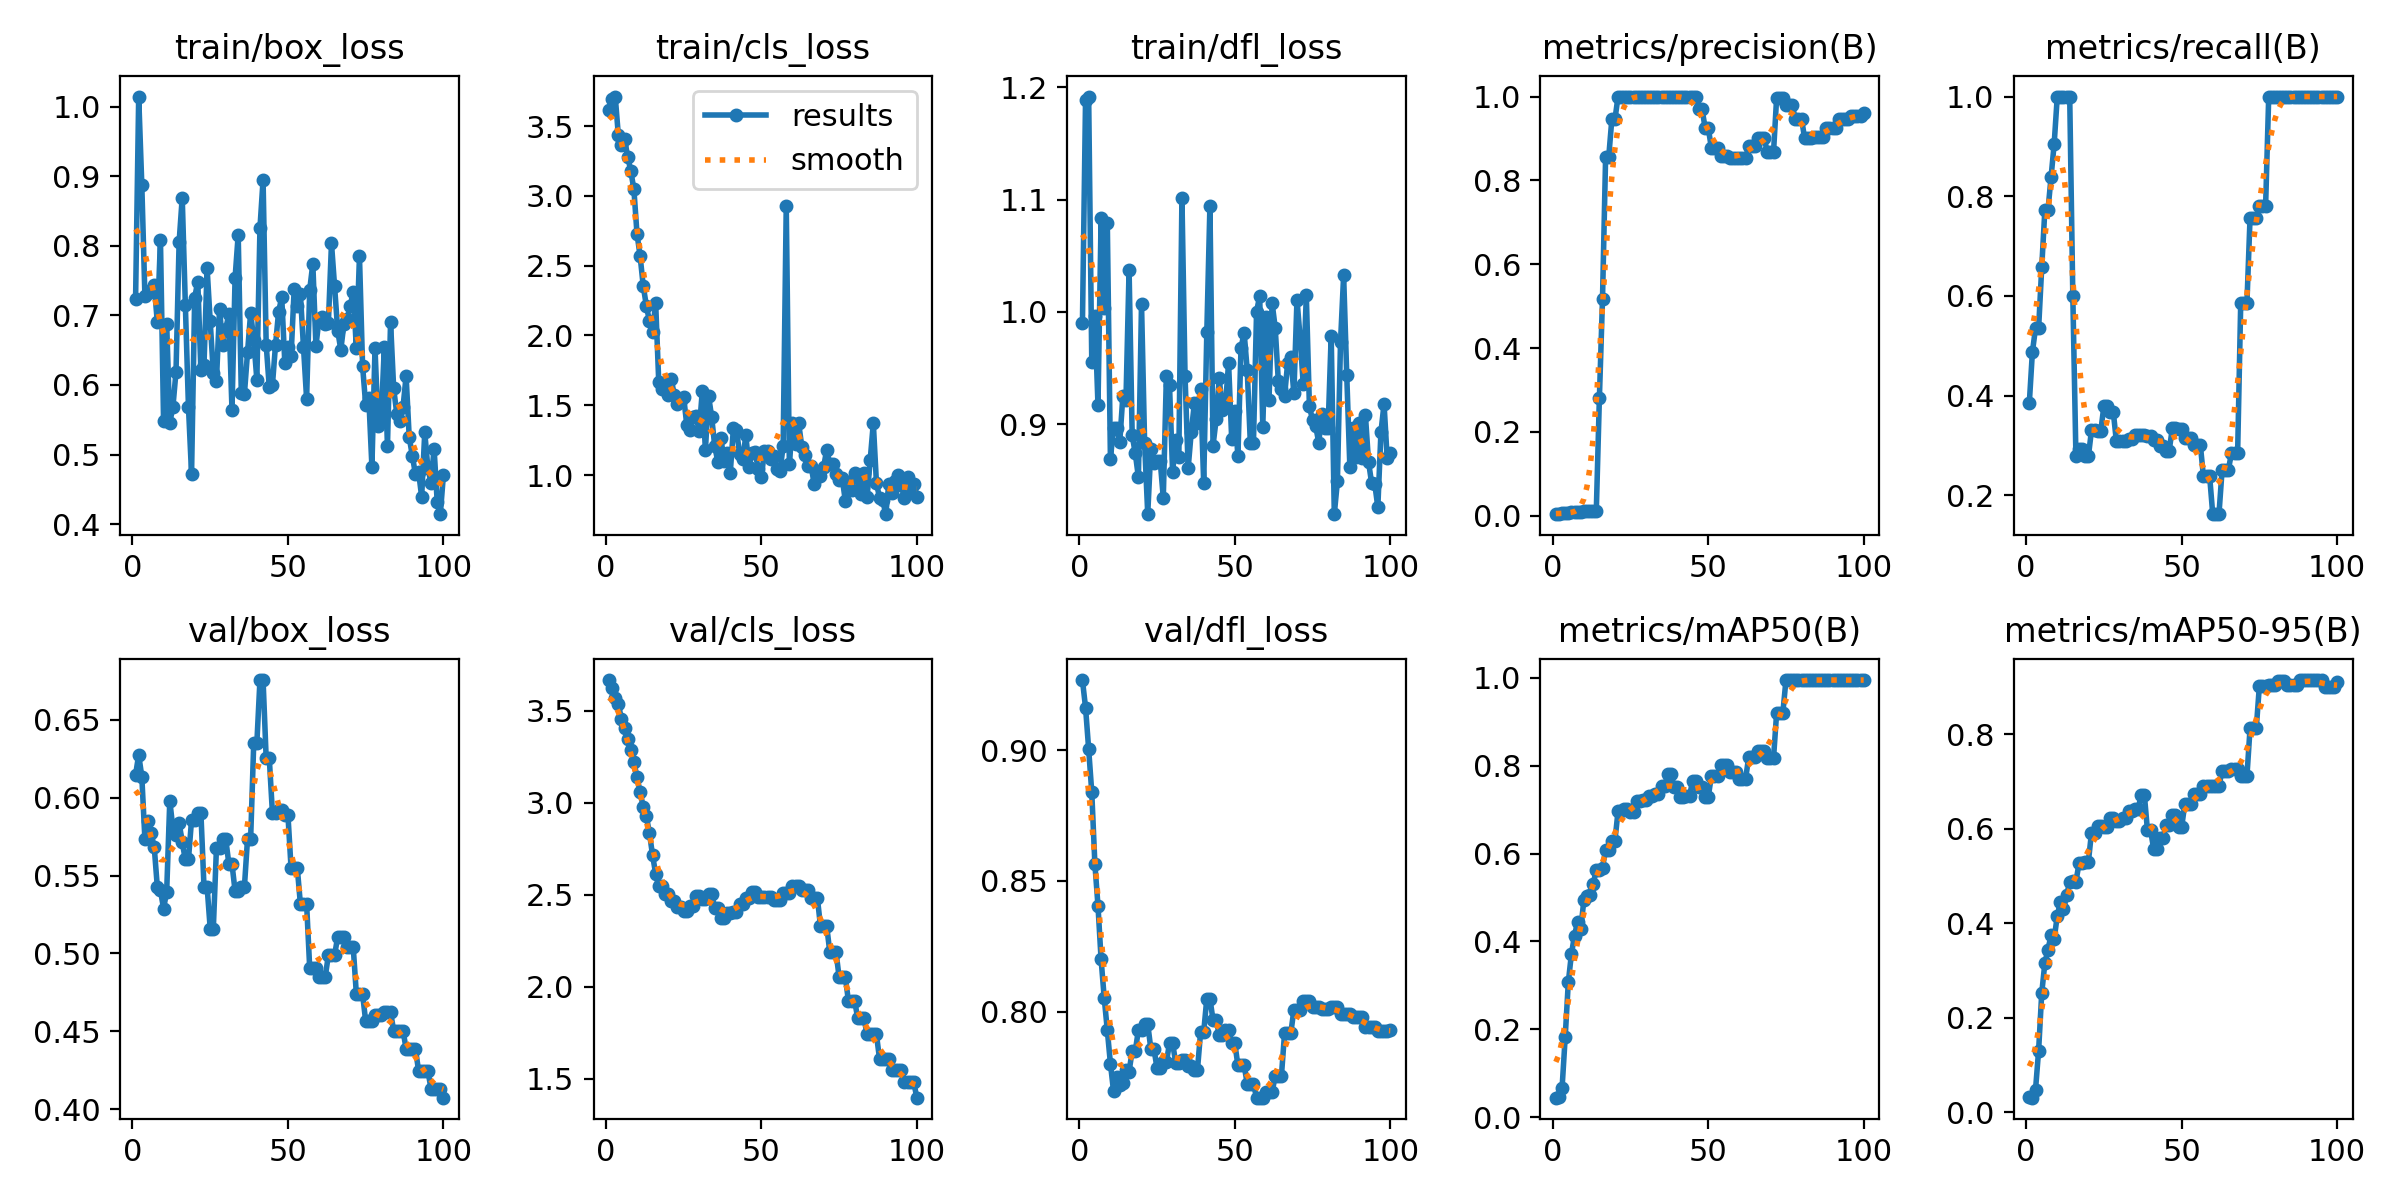 train/box_loss
train/cls_loss
train/dfl_loss
metrics/precision(B)
metrics/recall(B)
1.0
0.9
0.8
0.7
0.6
0.5
0.4
0 50 100
3.5
3.0
2.5
2.0
1.5
1.0
results
smooth
0 50 100
1.2
1.1
1.0
0.9
0 50 100
1.0
0.8
0.6
0.4
0.2
0.0
0 50 100
1.0
0.8
0.6
0.4
0.2
0 50 100
val/box_loss
val/cls_loss
val/dfl_loss
metrics/mAP50(B)
metrics/mAP50-95(B)
0.65
0.60
0.55
0.50
0.45
0.40
0 50 100
3.5
3.0
2.5
2.0
1.5
0 50 100
0.90
0.85
0.80
0 50 100
1.0
0.8
0.6
0.4
0.2
0.0
0 50 100
0.8
0.6
0.4
0.2
0.0
0 50 100